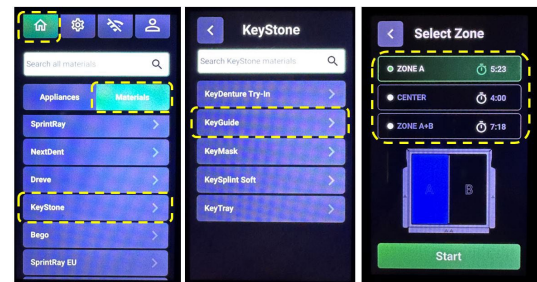 Search all materials
Appliances
Materials
SprintRay
NextDent
Dreve
KeyStone
Bego
SprintRay EU
KeyStone
Search KeyStone materials
KeyDenture Try-In
KeyGuide
KeyMask
KeySplint Soft
KeyTray
Select Zone
ZONE A 5:23
CENTER 4:00
ZONE A+B 7:18
A B
Start